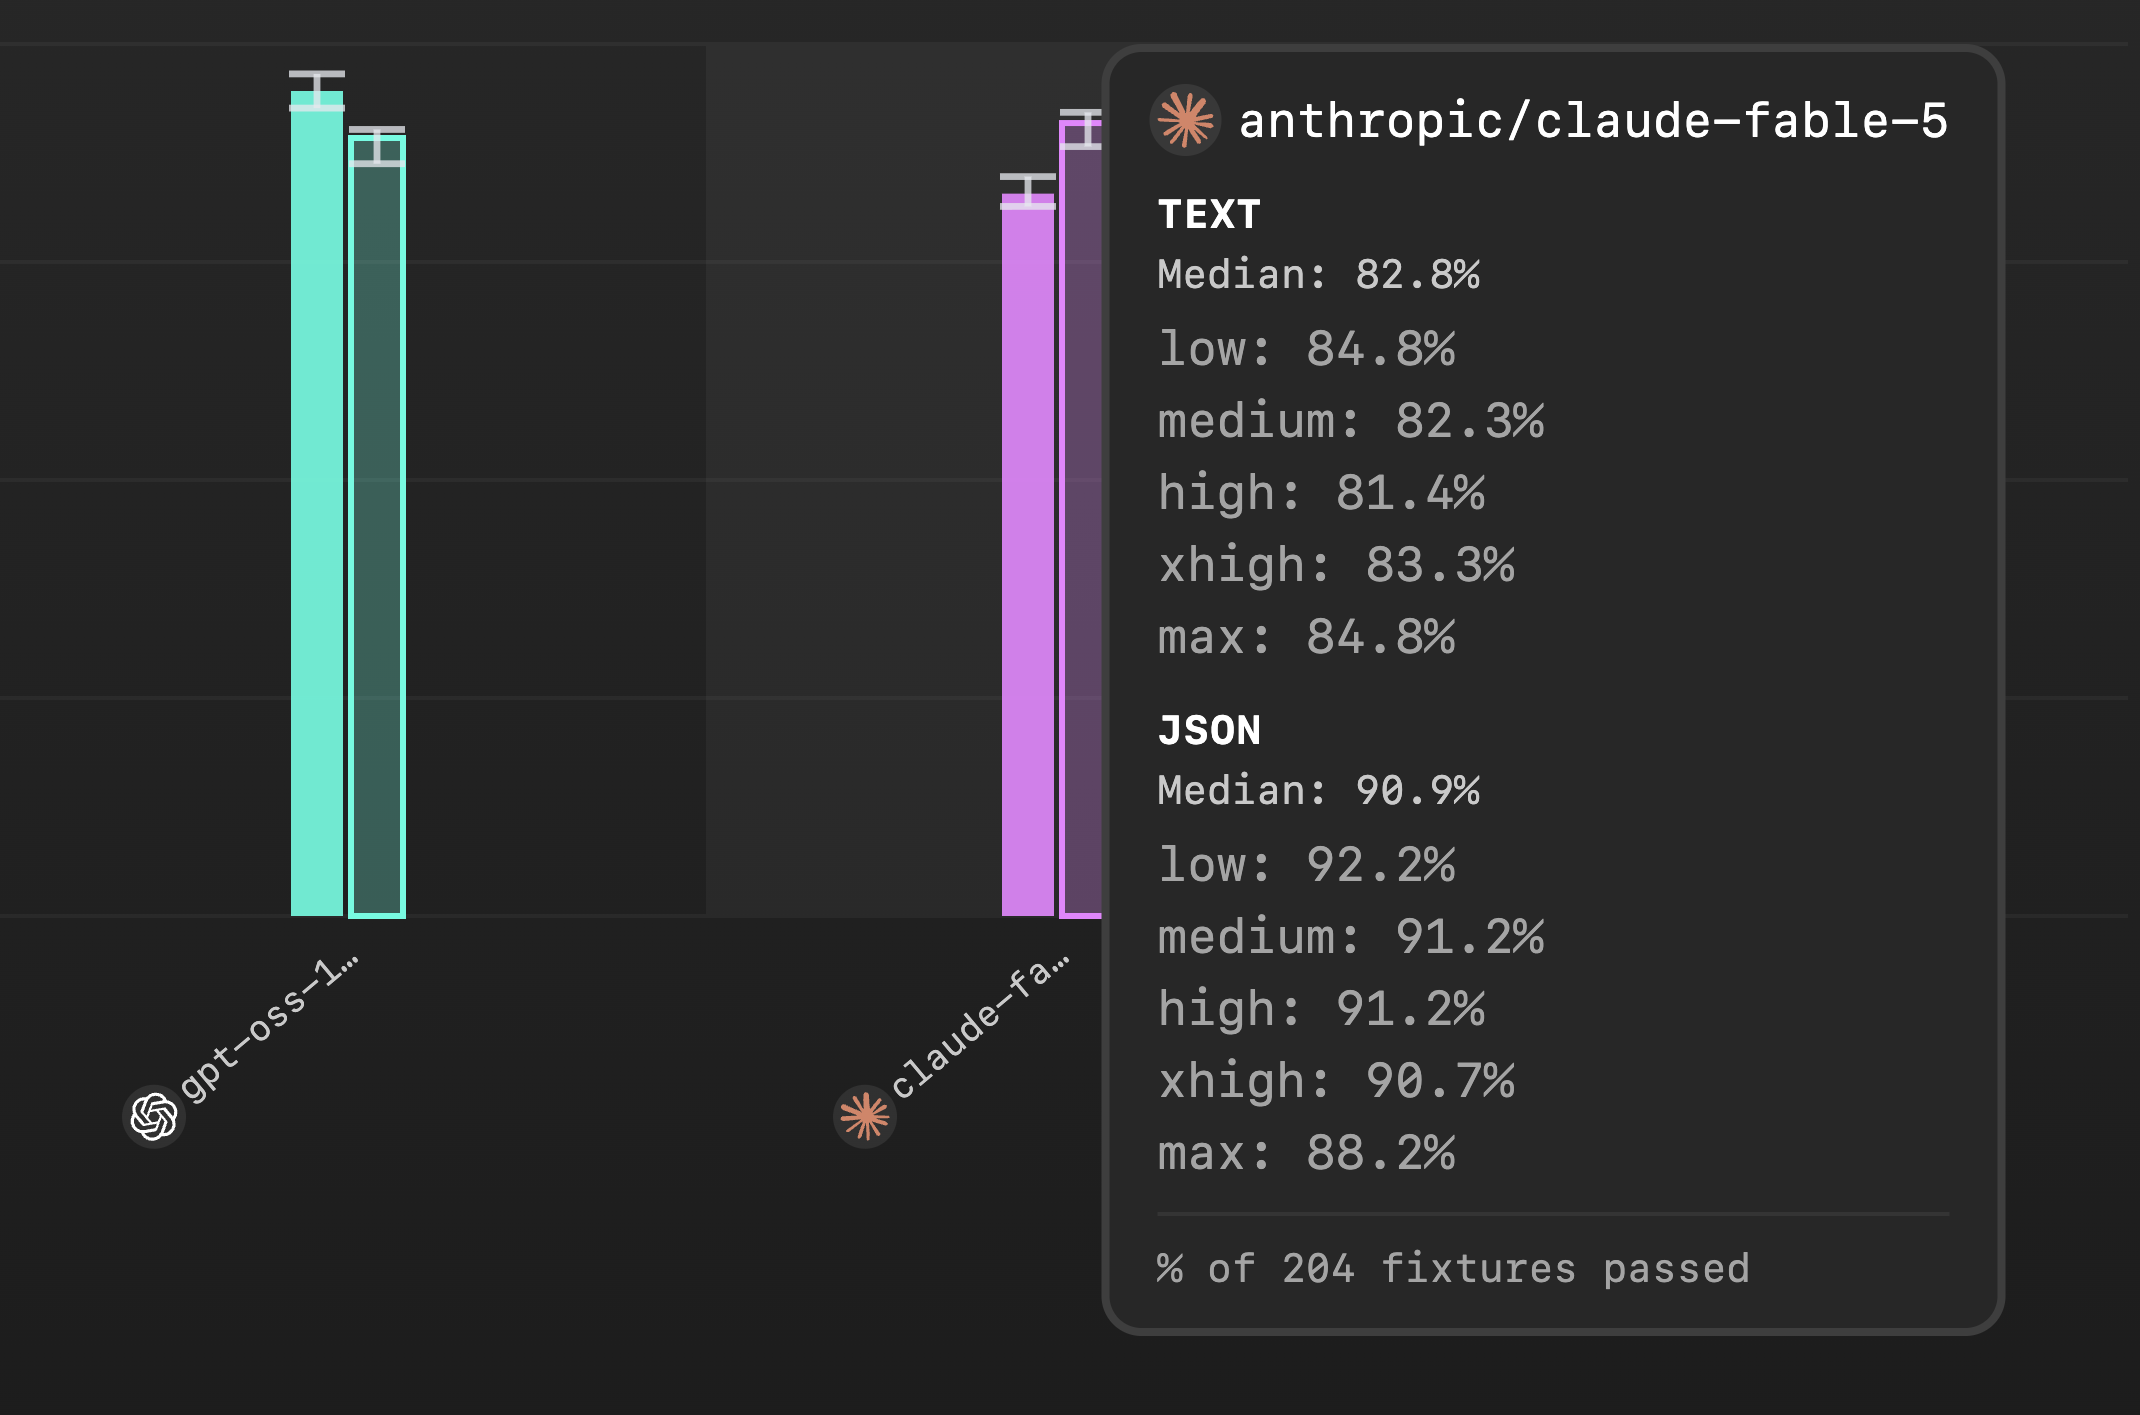 anthropic/claude-fable-5
TEXT
Median: 82.8%
low: 84.8%
medium: 82.3%
high: 81.4%
xhigh: 83.3%
max: 84.8%
JSON
Median: 90.9%
low: 92.2%
medium: 91.2%
high: 91.2%
xhigh: 90.7%
max: 88.2%
% of 204 fixtures passed
gpt-oss-1…
claude-fa…